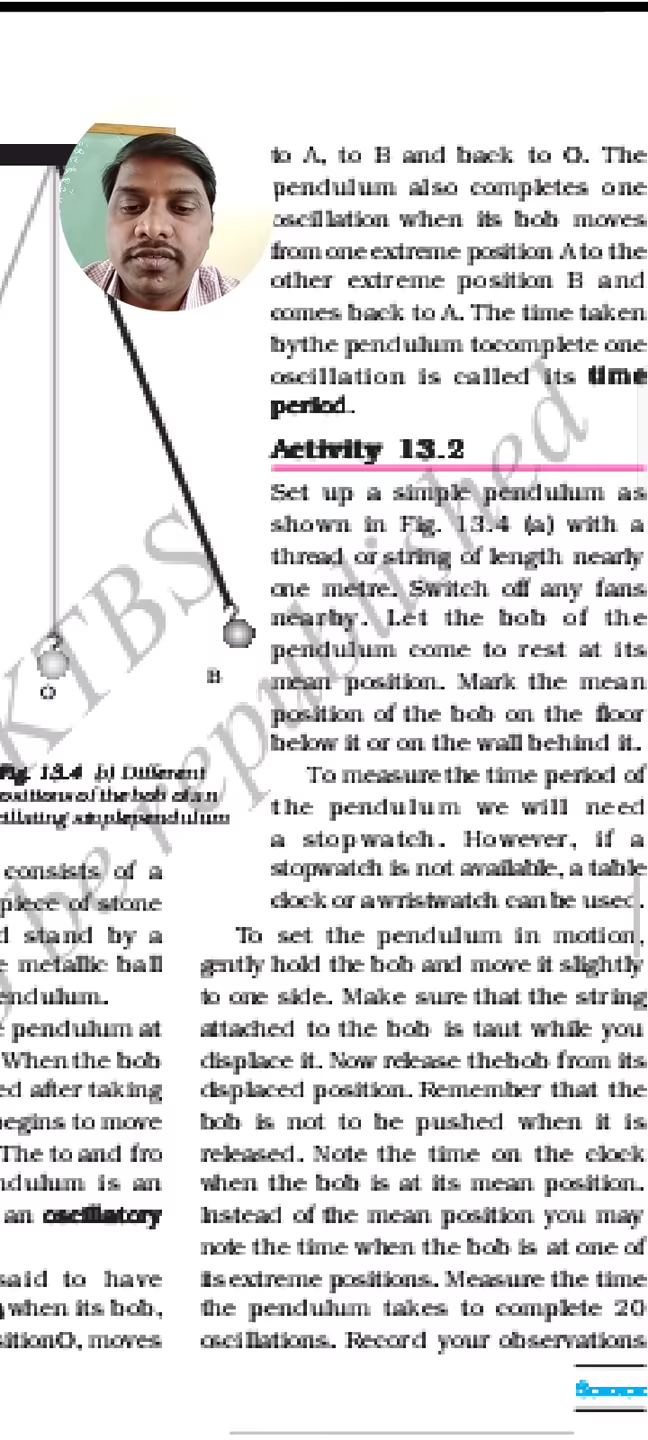 O
B
Fig. 13.4 b) Different
ositions of the bob of an
cillating simple pendulum
consists of a
piece of stone
d stand by a
e metallic ball
endulum.
e pendulum at
When the bob
ed after taking
begins to move
The to and fro
ndulum is an
an oscillatory
said to have
when its bob,
sition O, moves
to A, to B and back to O. The
pendulum also completes one
oscillation when its bob moves
from one extreme position A to the
other extreme position B and
comes back to A. The time taken
by the pendulum to complete one
oscillation is called its time
period.
Activity 13.2
Set up a simple pendulum as
shown in Fig. 13.4 (a) with a
thread or string of length nearly
one metre. Switch off any fans
nearby. Let the bob of the
pendulum come to rest at its
mean position. Mark the mean
position of the bob on the floor
below it or on the wall behind it.
To measure the time period of
the pendulum we will need
a stopwatch. However, if a
stopwatch is not available, a table
clock or a wristwatch can be used.
To set the pendulum in motion,
gently hold the bob and move it slightly
to one side. Make sure that the string
attached to the bob is taut while you
displace it. Now release the bob from its
displaced position. Remember that the
bob is not to be pushed when it is
released. Note the time on the clock
when the bob is at its mean position.
Instead of the mean position you may
note the time when the bob is at one of
its extreme positions. Measure the time
the pendulum takes to complete 20
oscillations. Record your observations
KTBS
be republished